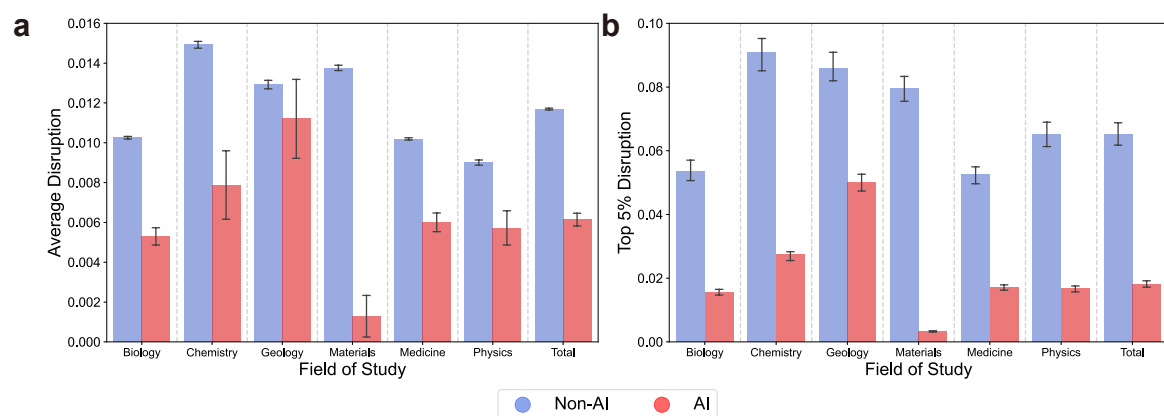 a
Average Disruption
0.016
0.014
0.012
0.010
0.008
0.006
0.004
0.002
0.000
Biology Chemistry Geology Materials Medicine Physics Total
Field of Study
b
Top 5% Disruption
0.10
0.08
0.06
0.04
0.02
0.00
Biology Chemistry Geology Materials Medicine Physics Total
Field of Study
Non-AI AI